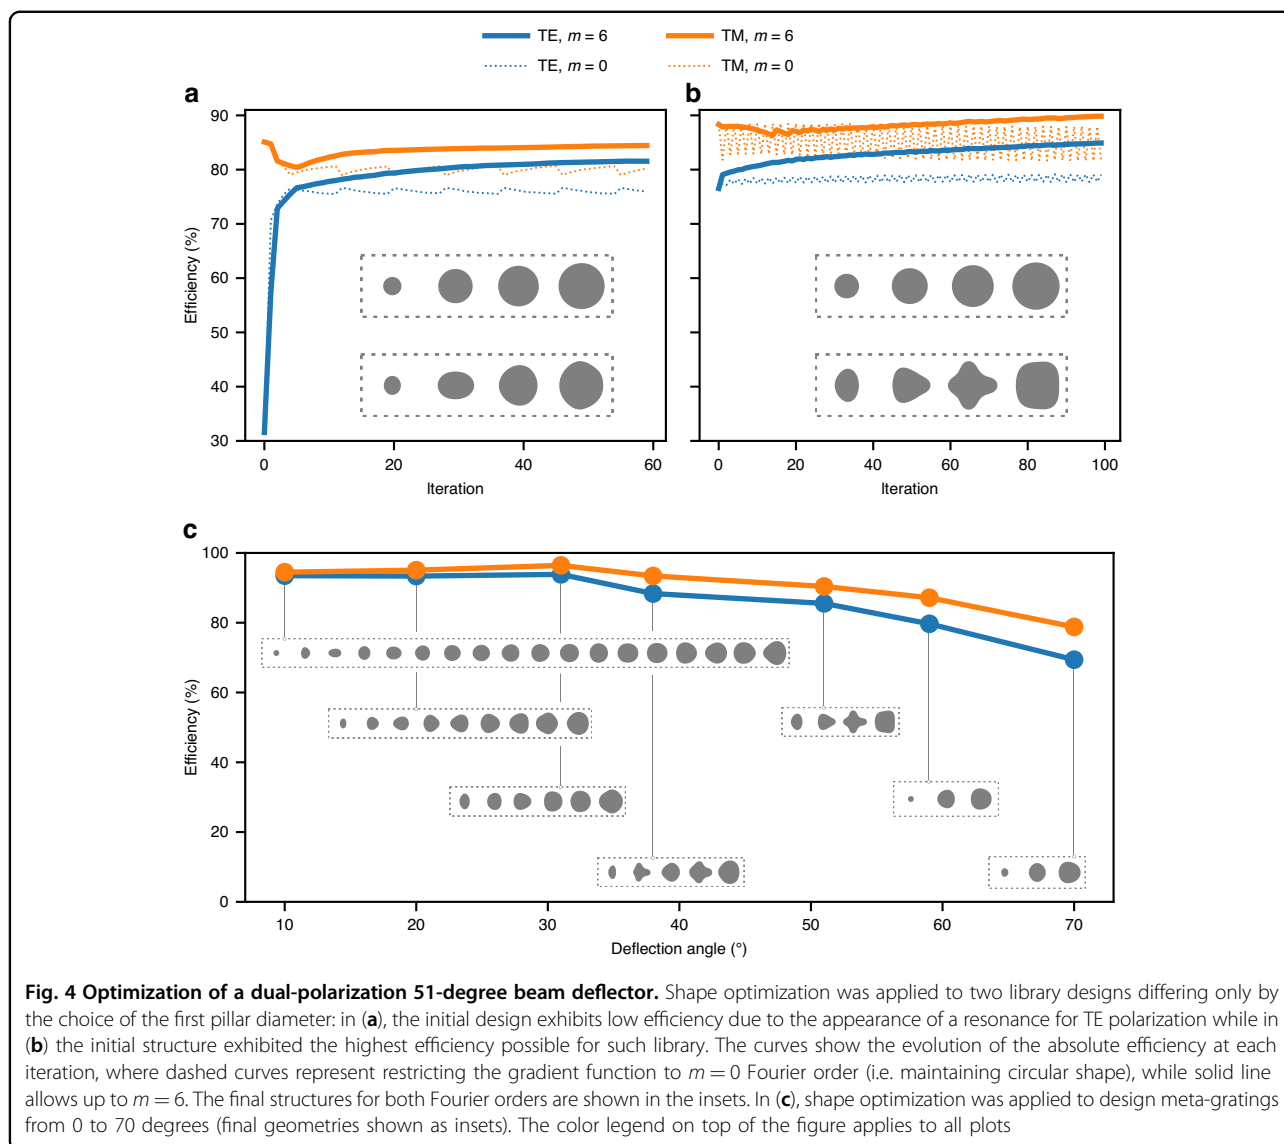 TE, m = 6
TM, m = 6
TE, m = 0
TM, m = 0
a
b
90
80
70
60
50
40
30
Efficiency (%)
0
20
40
60
Iteration
0
20
40
60
80
100
Iteration
c
100
80
60
40
20
0
Efficiency (%)
10
20
30
40
50
60
70
Deflection angle (°)
Fig. 4 Optimization of a dual-polarization 51-degree beam deflector. Shape optimization was applied to two library designs differing only by
the choice of the first pillar diameter: in (a), the initial design exhibits low efficiency due to the appearance of a resonance for TE polarization while in
(b) the initial structure exhibited the highest efficiency possible for such library. The curves show the evolution of the absolute efficiency at each
iteration, where dashed curves represent restricting the gradient function to m = 0 Fourier order (i.e. maintaining circular shape), while solid line
allows up to m = 6. The final structures for both Fourier orders are shown in the insets. In (c), shape optimization was applied to design meta-gratings
from 0 to 70 degrees (final geometries shown as insets). The color legend on top of the figure applies to all plots